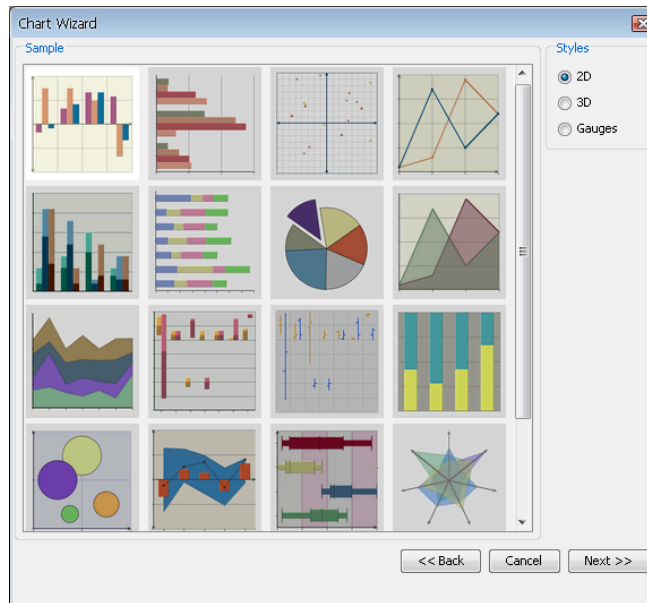 Chart Wizard
Sample
Styles
2D
3D
Gauges
<< Back
Cancel
Next >>